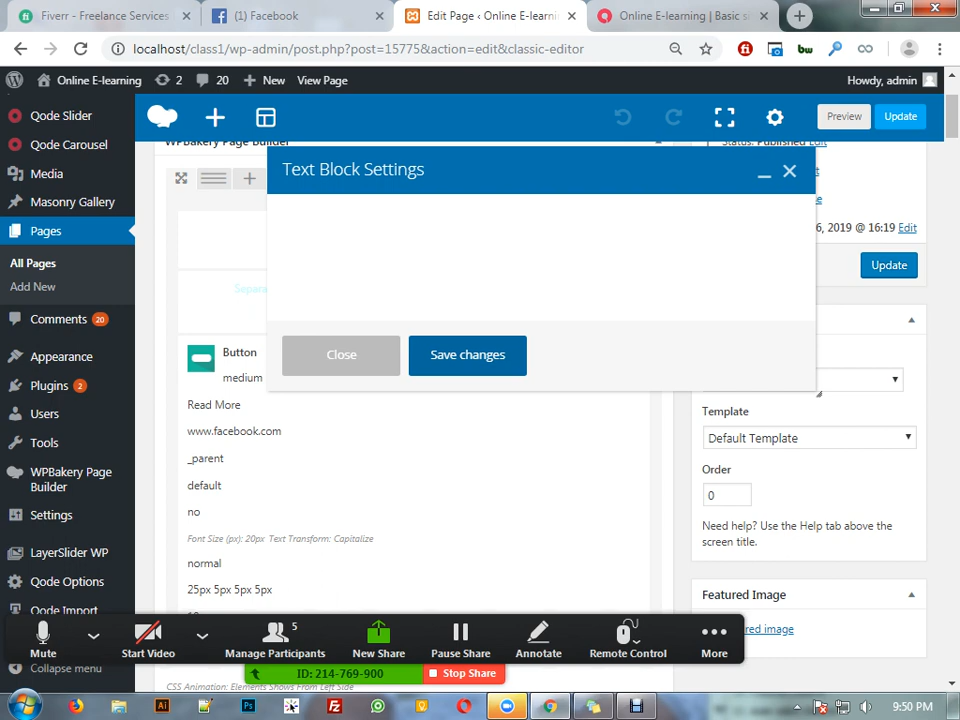 Fiverr - Freelance Services
(1) Facebook
Edit Page ‹ Online E-learni
Online E-learning | Basic s
localhost/class1/wp-admin/post.php?post=15775&action=edit&classic-editor
Online E-learning
2
20
New
View Page
Howdy, admin
Qode Slider
Qode Carousel
Media
Masonry Gallery
Pages
All Pages
Add New
Comments 20
Appearance
Plugins 2
Users
Tools
WPBakery Page
Builder
Settings
LayerSlider WP
Qode Options
Qode Import
Collapse menu
Preview
Update
WPBakery Page Builder
Status: Published Edit
Text Block Settings
6, 2019 @ 16:19 Edit
Update
Separa
Close
Save changes
Button
medium
Read More
www.facebook.com
_parent
default
no
Font Size (px): 20px Text Transform: Capitalize
normal
25px 5px 5px 5px
Template
Default Template
Order
0
Need help? Use the Help tab above the
screen title.
Featured Image
ed image
Mute
Start Video
5
Manage Participants
New Share
Pause Share
Annotate
Remote Control
More
ID: 214-769-900
Stop Share
CSS Animation: Elements Shows From Left Side
9:50 PM